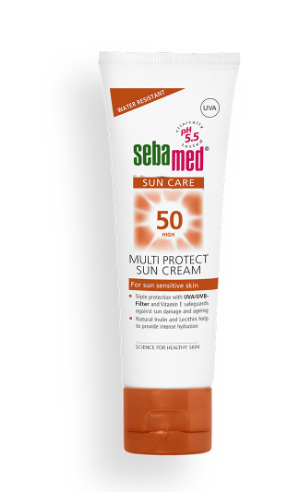 WATER RESISTANT
UVA
clinically
pH
5.5
tested
sebamed®
SUN CARE
50
HIGH
MULTI PROTECT
SUN CREAM
For sun sensitive skin
Triple protection with UVA/UVB-
Filter and Vitamin E safeguards
against sun damage and ageing
Natural Inulin and Lecithin help
to provide intense hydration
SCIENCE FOR HEALTHY SKIN